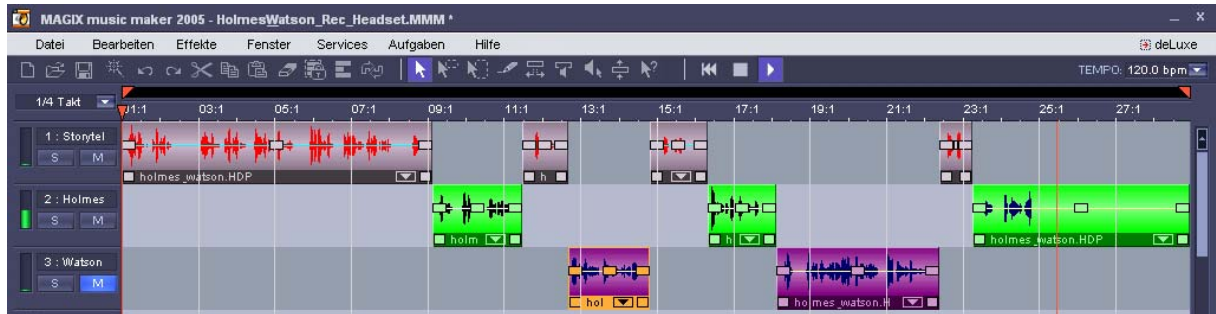 MAGIX music maker 2005 - HolmesWatson_Rec_Headset.MMM *
Datei Bearbeiten Effekte Fenster Services Aufgaben Hilfe deLuxe
TEMPO: 120.0 bpm
1/4 Takt 01:1 03:1 05:1 07:1 09:1 11:1 13:1 15:1 17:1 19:1 21:1 23:1 25:1 27:1
1 : Storytel
S M
holmes_watson.HDP h
2 : Holmes
S M
holm h holmes_watson.HDP
3 : Watson
S M
hol holmes_watson.H